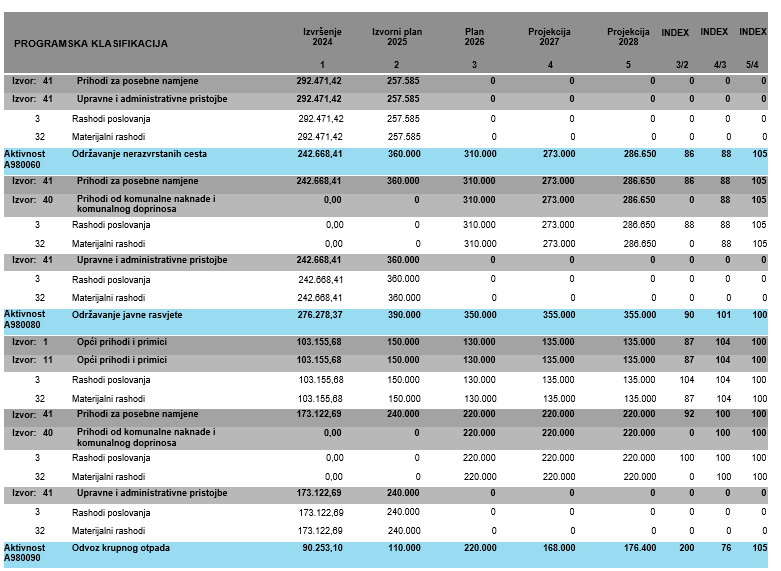 PROGRAMSKA KLASIFIKACIJA Izvršenje 2024 Izvorni plan 2025 Plan 2026 Projekcija 2027 Projekcija 2028 INDEX INDEX INDEX
1 2 3 4 5 3/2 4/3 5/4
Izvor: 41 Prihodi za posebne namjene 292.471,42 257.585 0 0 0 0 0 0
Izvor: 41 Upravne i administrativne pristojbe 292.471,42 257.585 0 0 0 0 0 0
3 Rashodi poslovanja 292.471,42 257.585 0 0 0 0 0 0
32 Materijalni rashodi 292.471,42 257.585 0 0 0 0 0 0
Aktivnost A980060 Održavanje nerazvrstanih cesta 242.668,41 360.000 310.000 273.000 286.650 86 88 105
Izvor: 41 Prihodi za posebne namjene 242.668,41 360.000 310.000 273.000 286.650 86 88 105
Izvor: 40 Prihodi od komunalne naknade i komunalnog doprinosa 0,00 0 310.000 273.000 286.650 0 88 105
3 Rashodi poslovanja 0,00 0 310.000 273.000 286.650 88 88 105
32 Materijalni rashodi 0,00 0 310.000 273.000 286.650 0 88 105
Izvor: 41 Upravne i administrativne pristojbe 242.668,41 360.000 0 0 0 0 0 0
3 Rashodi poslovanja 242.668,41 360.000 0 0 0 0 0 0
32 Materijalni rashodi 242.668,41 360.000 0 0 0 0 0 0
Aktivnost A980080 Održavanje javne rasvjete 276.278,37 390.000 350.000 355.000 355.000 90 101 100
Izvor: 1 Opći prihodi i primici 103.155,68 150.000 130.000 135.000 135.000 87 104 100
Izvor: 11 Opći prihodi i primici 103.155,68 150.000 130.000 135.000 135.000 87 104 100
3 Rashodi poslovanja 103.155,68 150.000 130.000 135.000 135.000 104 104 100
32 Materijalni rashodi 103.155,68 150.000 130.000 135.000 135.000 87 104 100
Izvor: 41 Prihodi za posebne namjene 173.122,69 240.000 220.000 220.000 220.000 92 100 100
Izvor: 40 Prihodi od komunalne naknade i komunalnog doprinosa 0,00 0 220.000 220.000 220.000 0 100 100
3 Rashodi poslovanja 0,00 0 220.000 220.000 220.000 100 100 100
32 Materijalni rashodi 0,00 0 220.000 220.000 220.000 0 100 100
Izvor: 41 Upravne i administrativne pristojbe 173.122,69 240.000 0 0 0 0 0 0
3 Rashodi poslovanja 173.122,69 240.000 0 0 0 0 0 0
32 Materijalni rashodi 173.122,69 240.000 0 0 0 0 0 0
Aktivnost A980090 Odvoz krupnog otpada 90.253,10 110.000 220.000 168.000 176.400 200 76 105